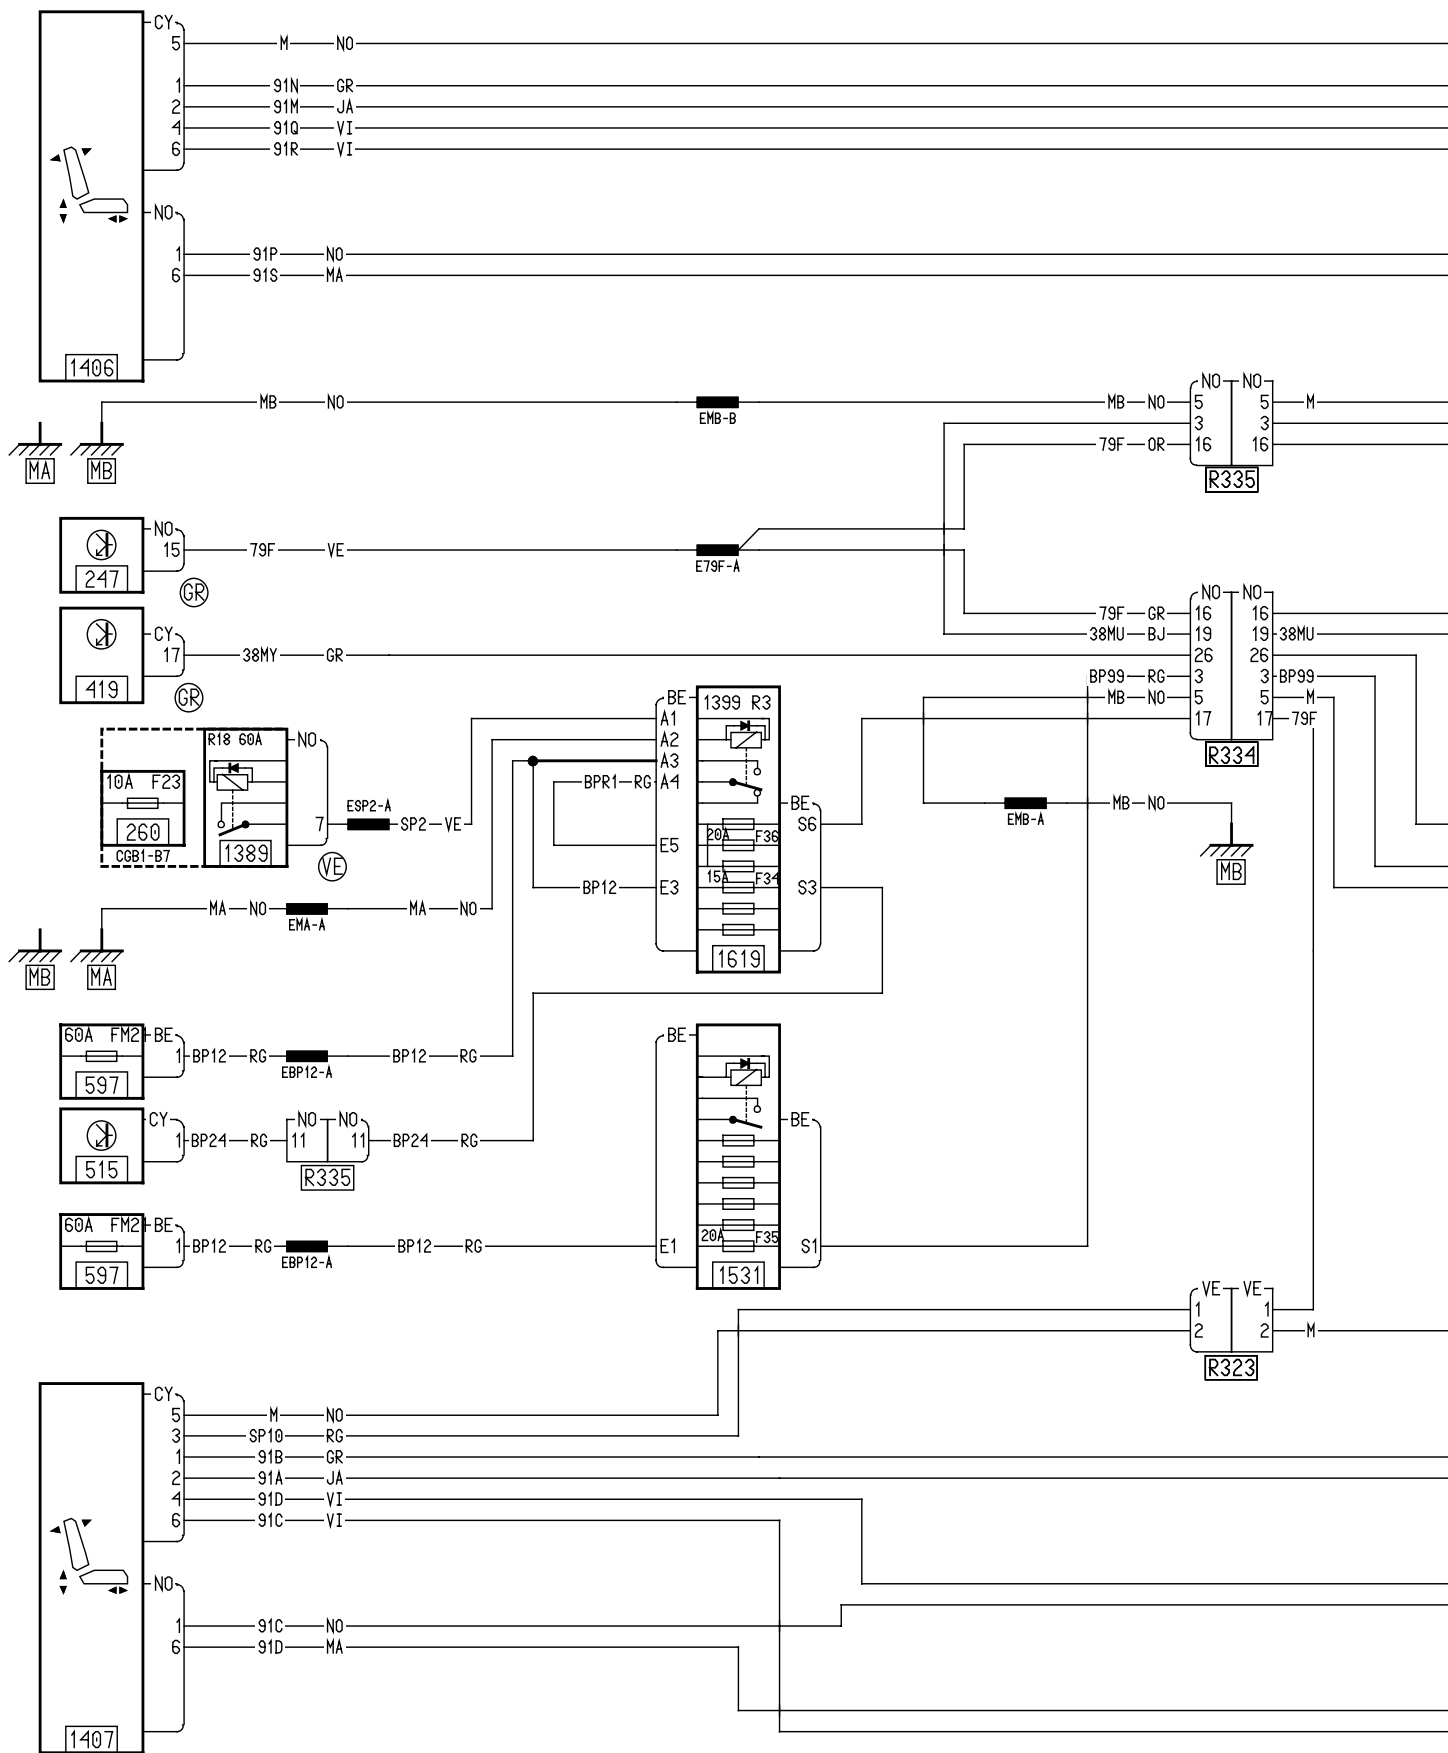 CY
5 M NO
1 91N GR
2 91M JA
4 91Q VI
6 91R VI
NO
1 91P NO
6 91S MA
1406
NO NO
MB NO EMB-B MB NO 5 5 M
3 3
79F OR 16 16
R335
MA MB
NO
15 79F VE E79F-A
247
GR
NO NO
79F GR 16 16
38MU BJ 19 19 38MU
CY
17 38MY GR 26 26
419
GR
BP99 RG 3 3 BP99
MB NO 5 5 M
17 17 79F
R334
BE 1399 R3
A1
A2
A3
BPR1 RG A4
R18 60A NO
10A F23
260
CGB1-B7
1389
7 ESP2-A SP2 VE
VE
BE
20A F36 S6
E5
15A F34
BP12 E3 S3
1619
EMB-A MB NO
MB
MA NO EMA-A MA NO
MB MA
60A FM2 BE
1 BP12 RG EBP12-A BP12 RG
597
CY NO NO
1 BP24 RG 11 11 BP24 RG
515
R335
BE
BE
60A FM2 BE
1 BP12 RG EBP12-A BP12 RG E1 20A F35 S1
597
1531
VE VE
1 1
2 2 M
R323
CY
5 M NO
3 SP10 RG
1 91B GR
2 91A JA
4 91D VI
6 91C VI
NO
1 91C NO
6 91D MA
1407